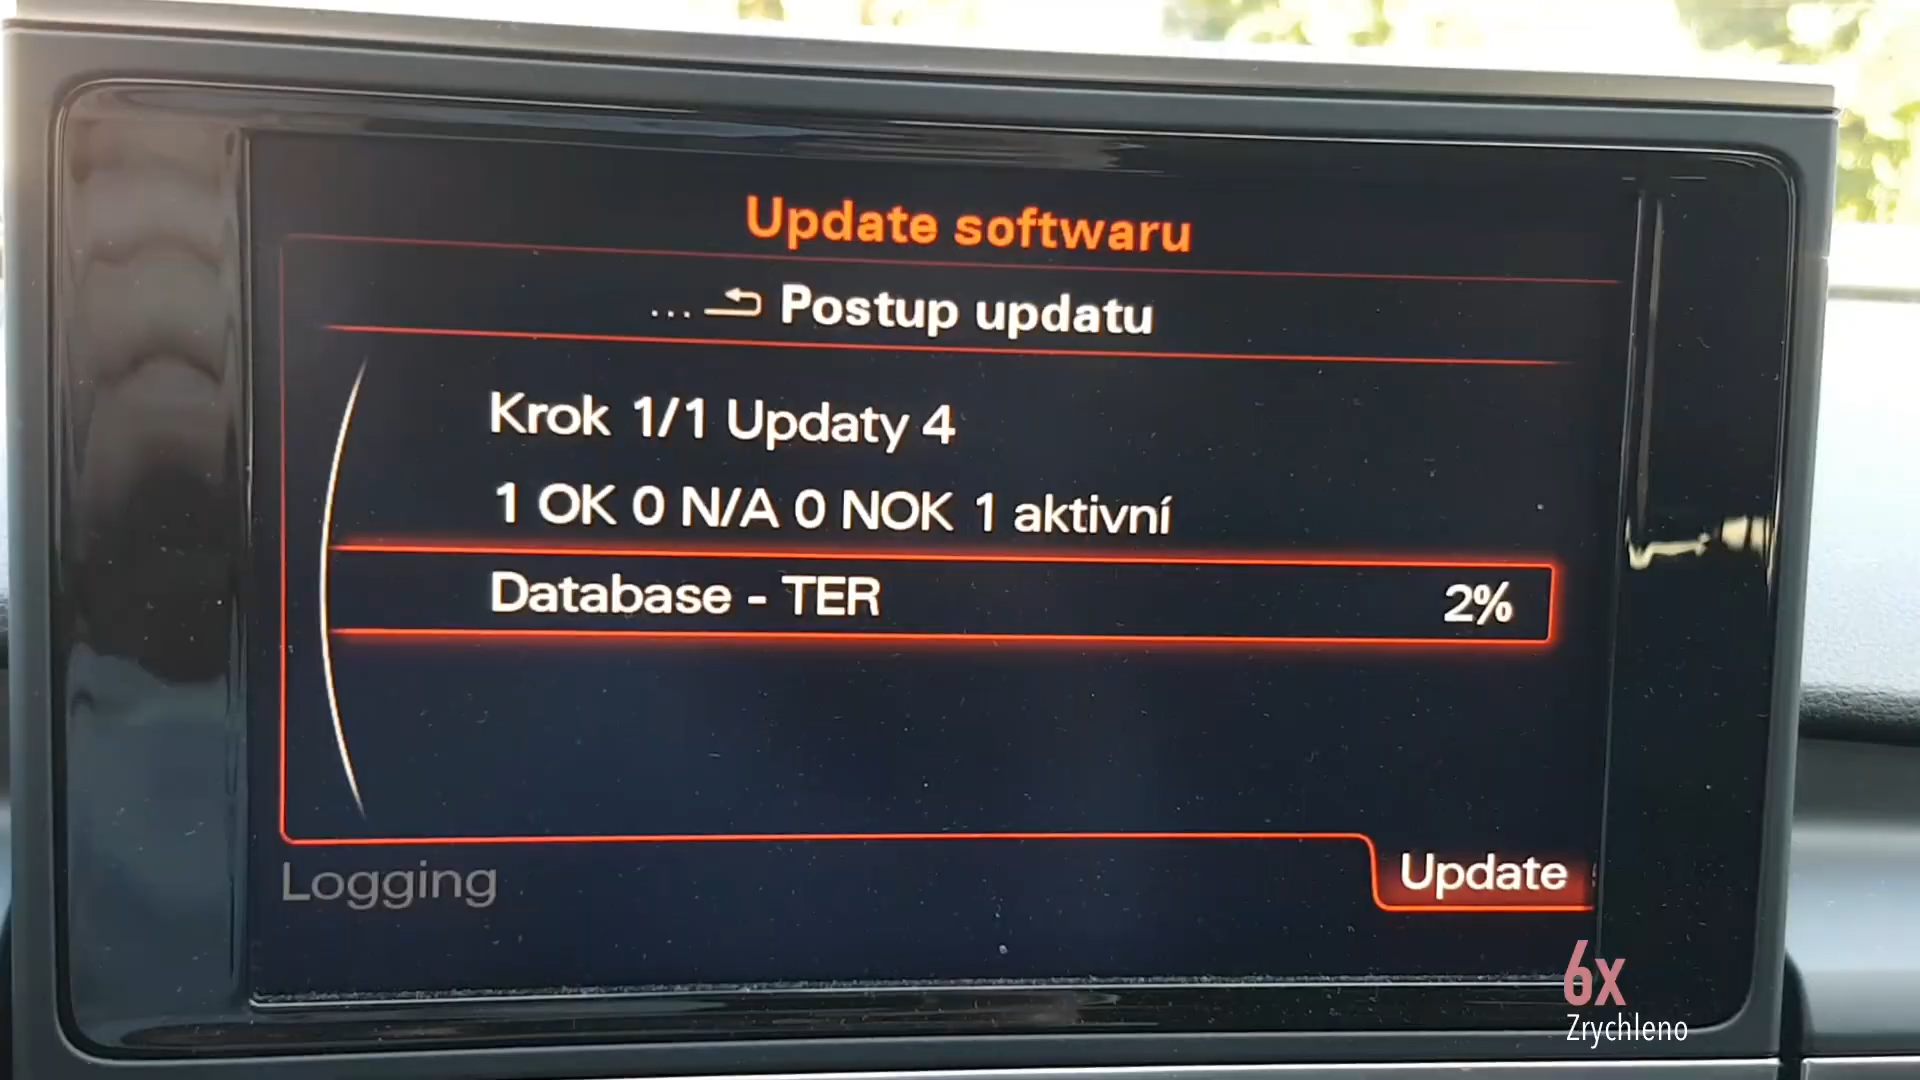 Update softwaru
... Postup updatu
Krok 1/1 Updaty 4
1 OK 0 N/A 0 NOK 1 aktivní
Database - TER 2%
Logging
Update
6x
Zrychleno